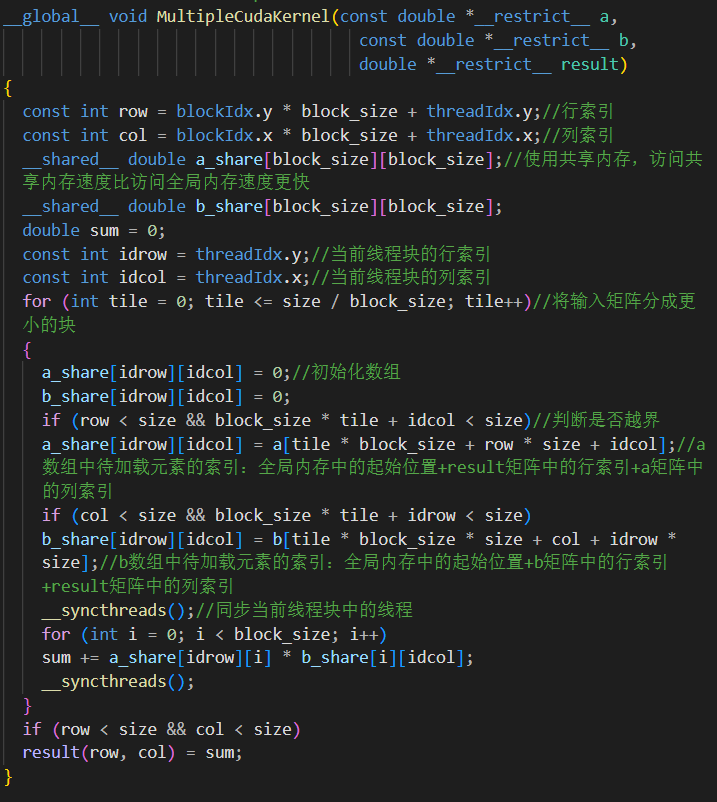 __global__ void MultipleCudaKernel(const double *__restrict__ a,
const double *__restrict__ b,
double *__restrict__ result)
{
const int row = blockIdx.y * block_size + threadIdx.y;//行索引
const int col = blockIdx.x * block_size + threadIdx.x;//列索引
__shared__ double a_share[block_size][block_size];//使用共享内存，访问共
享内存速度比访问全局内存速度更快
__shared__ double b_share[block_size][block_size];
double sum = 0;
const int idrow = threadIdx.y;//当前线程块的行索引
const int idcol = threadIdx.x;//当前线程块的列索引
for (int tile = 0; tile <= size / block_size; tile++)//将输入矩阵分成更
小的块
{
a_share[idrow][idcol] = 0;//初始化数组
b_share[idrow][idcol] = 0;
if (row < size && block_size * tile + idcol < size)//判断是否越界
a_share[idrow][idcol] = a[tile * block_size + row * size + idcol];//a
数组中待加载元素的索引：全局内存中的起始位置+result矩阵中的行索引+a矩阵中
的列索引
if (col < size && block_size * tile + idrow < size)
b_share[idrow][idcol] = b[tile * block_size * size + col + idrow *
size];//b数组中待加载元素的索引：全局内存中的起始位置+b矩阵中的行索引
+result矩阵中的列索引
__syncthreads();//同步当前线程块中的线程
for (int i = 0; i < block_size; i++)
sum += a_share[idrow][i] * b_share[i][idcol];
__syncthreads();
}
if (row < size && col < size)
result(row, col) = sum;
}